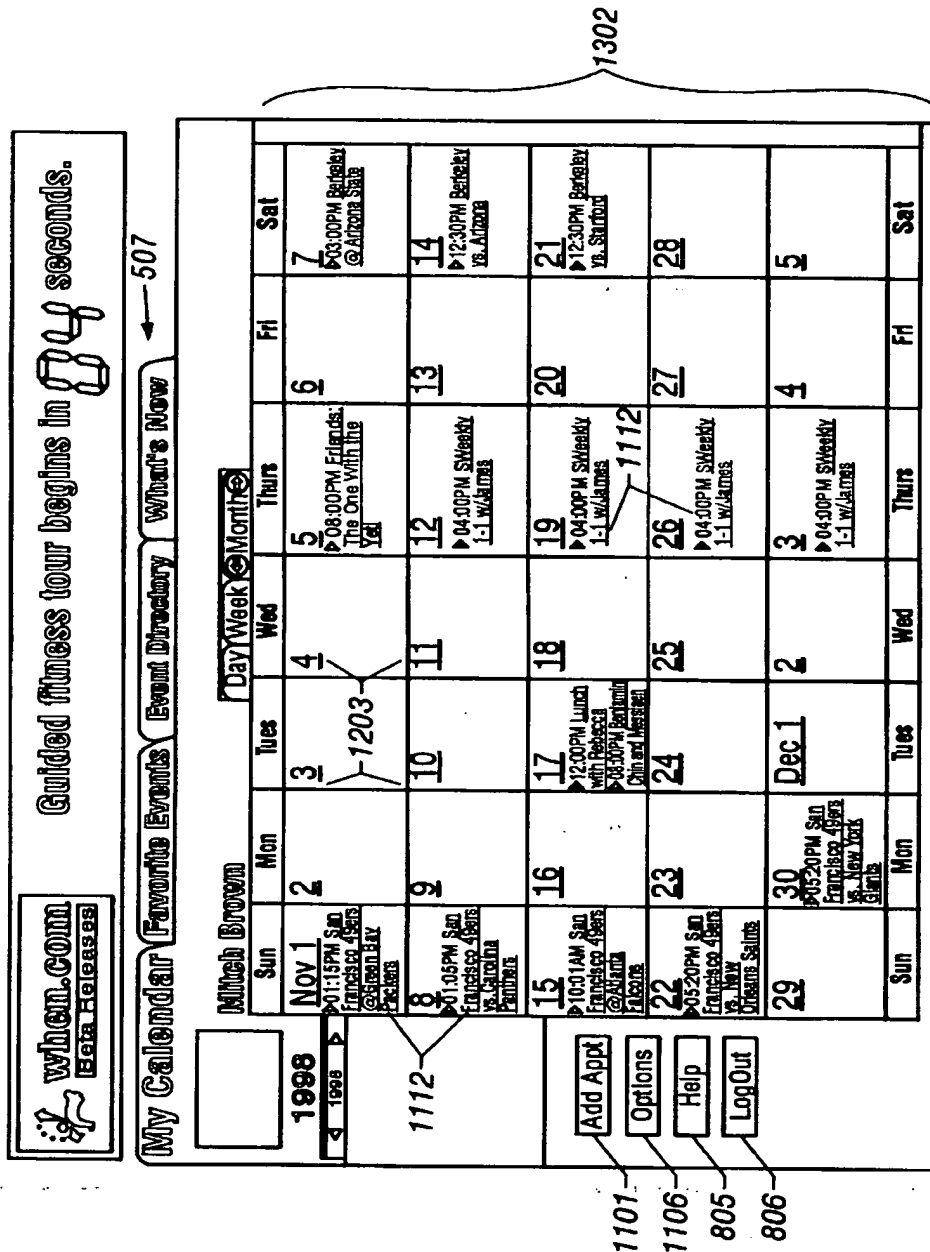 when.com
Beta Releases
Guided fitness tour begins in 04 seconds.
My Calendar
Favorite Events
Event Directory
What's New
507
Mitch Brown
Day
Week
Month
1998
1998
1112
Add Appt
Options
Help
LogOut
1101
1106
805
806
Sun
Mon
Tues
Wed
Thurs
Fri
Sat
Nov 1
01:15PM San
Francisco 49ers
@Green Bay
Packers
2
3
4
1203
5
08:00PM Friends:
The One With the
Yeti
6
7
03:00PM Berkeley
@Arizona State
8
01:05PM San
Francisco 49ers
vs. Carolina
Panthers
9
10
11
12
04:00PM SWeekly
1-1 w/James
13
14
12:30PM Berkeley
vs. Arizona
15
10:11AM San
Francisco 49ers
@Atlanta
Falcons
16
17
12:00PM Lunch
with Rebecca
08:00PM Benjamin
Chin and Messiaen
18
19
04:00PM SWeekly
1-1 w/James
1112
20
21
12:30PM Berkeley
vs. Stanford
22
05:20PM San
Francisco 49ers
vs. New
Orleans Saints
23
24
25
26
04:00PM SWeekly
1-1 w/James
27
28
29
30
05:20PM San
Francisco 49ers
vs. New York
Giants
Dec 1
2
3
04:00PM SWeekly
1-1 w/James
4
5
Sun
Mon
Tues
Wed
Thurs
Fri
Sat
1302